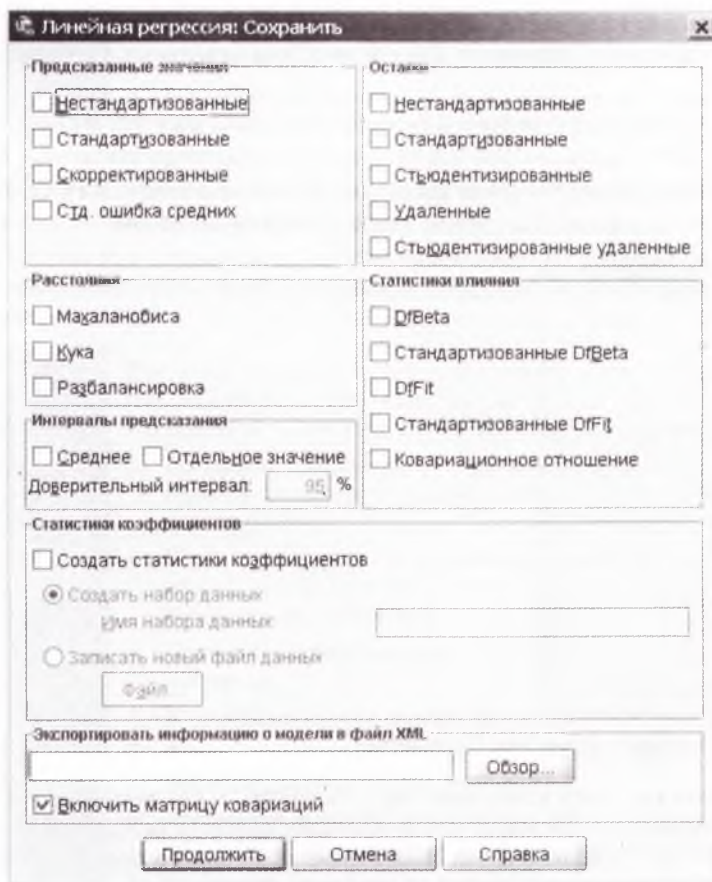 Линейная регрессия: Сохранить
Предсказанные значения
Нестандартизованные
Стандартизованные
Скорректированные
Стд. ошибка средних
Остатки
Нестандартизованные
Стандартизованные
Стьюдентизированные
Удаленные
Стьюдентизированные удаленные
Расстояния
Махаланобиса
Кука
Разбалансировка
Статистики влияния
DfBeta
Стандартизованные DfBeta
DfFit
Стандартизованные DfFit
Ковариационное отношение
Интервалы предсказания
Среднее Отдельное значение
Доверительный интервал: 95 %
Статистики коэффициентов
Создать статистики коэффициентов
Создать набор данных
Имя набора данных:
Записать новый файл данных
Файл...
Экспортировать информацию о модели в файл XML
Обзор...
Включить матрицу ковариаций
Продолжить Отмена Справка